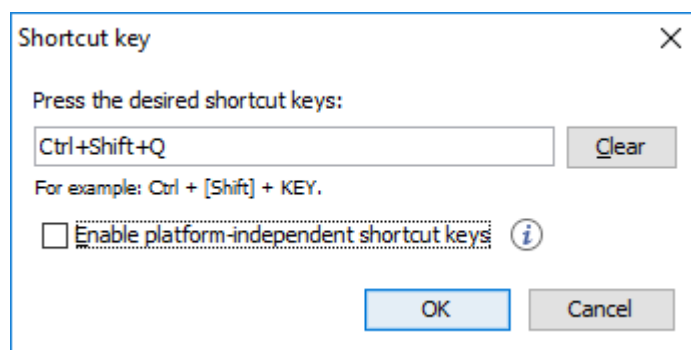 Shortcut key
Press the desired shortcut keys:
Ctrl+Shift+Q
Clear
For example: Ctrl + [Shift] + KEY.
Enable platform-independent shortcut keys
OK Cancel